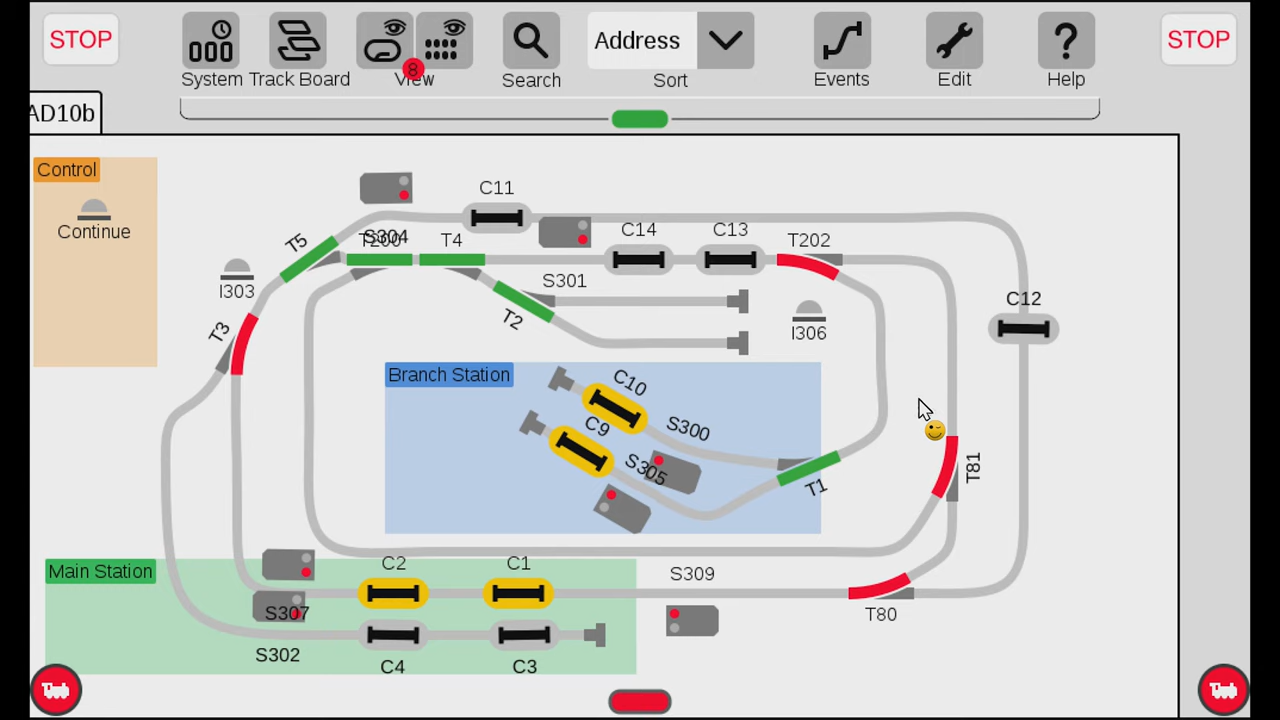 STOP
Address
STOP
System
Track Board
View
8
Search
Sort
Events
Edit
Help
AD10b
Control
Continue
C11
T5
T200
S304
T4
C14
C13
T202
I303
S301
T2
I306
C12
T3
Branch Station
C10
C9
S300
S305
T1
T81
Main Station
C2
C1
S309
S307
T80
S302
C4
C3